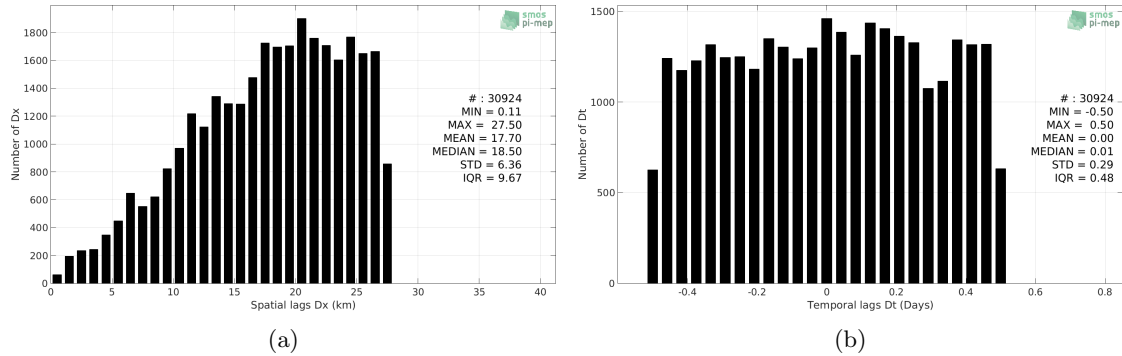 smos
pi-mep
1800
1600
1400
1200
1000
800
600
400
200
0
Number of Dx
# : 30924
MIN = 0.11
MAX = 27.50
MEAN = 17.70
MEDIAN = 18.50
STD = 6.36
IQR = 9.67
0 5 10 15 20 25 30 35 40
Spatial lags Dx (km)
(a)
smos
pi-mep
1500
1000
500
0
Number of Dt
# : 30924
MIN = -0.50
MAX = 0.50
MEAN = 0.00
MEDIAN = 0.01
STD = 0.29
IQR = 0.48
-0.4 -0.2 0 0.2 0.4 0.6 0.8
Temporal lags Dt (Days)
(b)